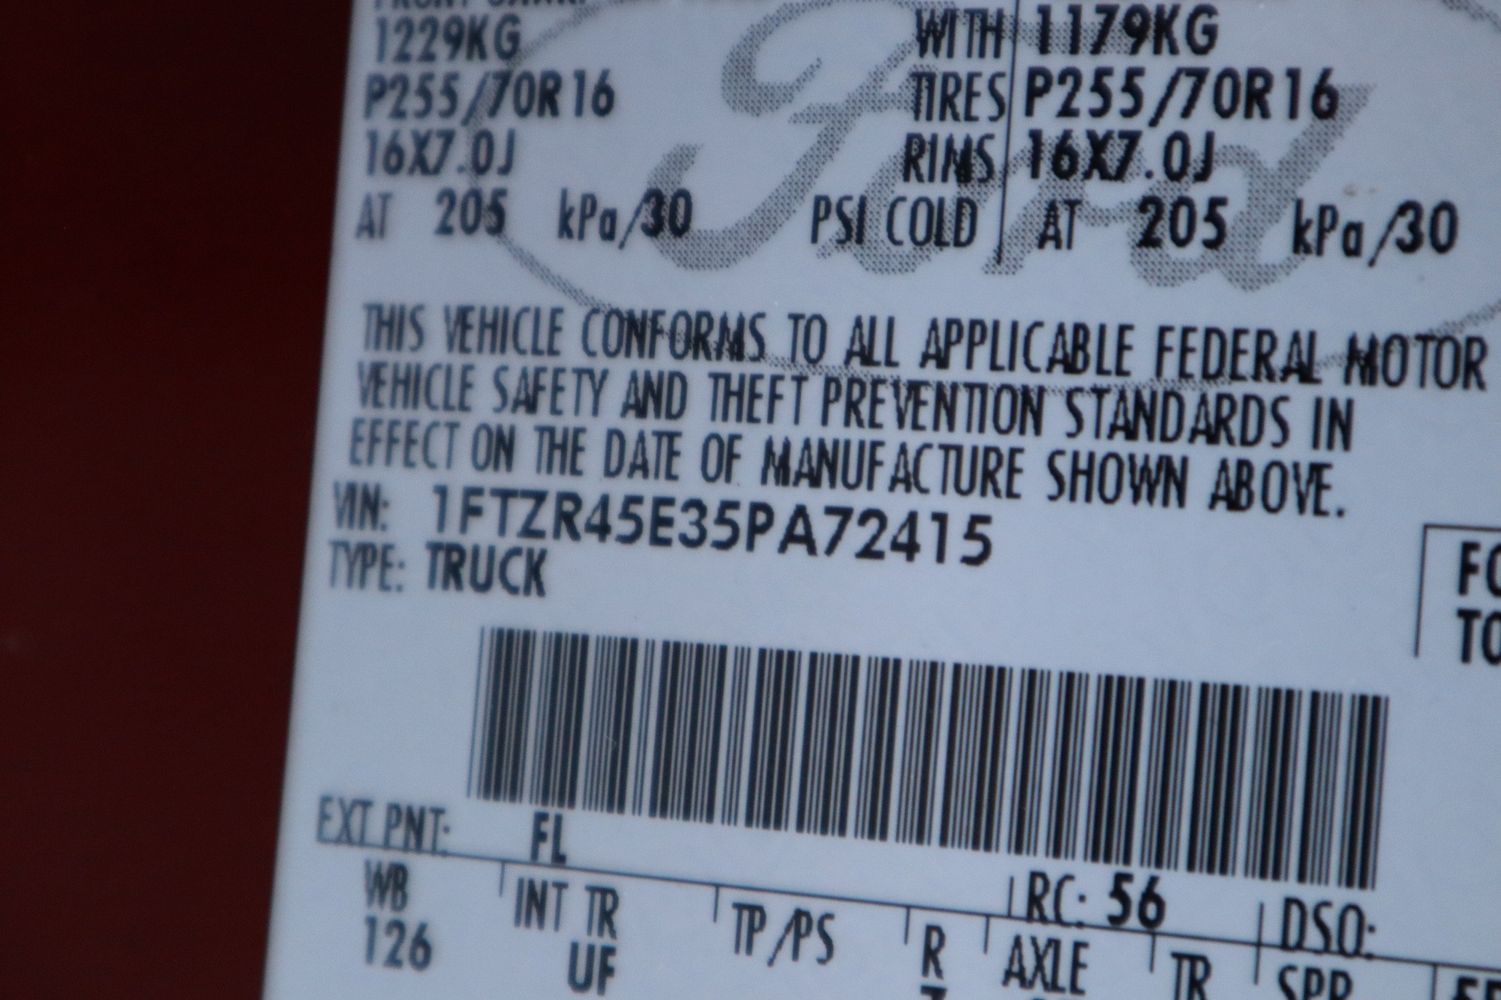 1229KG WITH 1179KG
P255/70R16 TIRES P255/70R16
16X7.0J RIMS 16X7.0J
AT 205 kPa/30 PSI COLD AT 205 kPa/30
Ford
THIS VEHICLE CONFORMS TO ALL APPLICABLE FEDERAL MOTOR
VEHICLE SAFETY AND THEFT PREVENTION STANDARDS IN
EFFECT ON THE DATE OF MANUFACTURE SHOWN ABOVE.
VIN: 1FTZR45E35PA72415
TYPE: TRUCK
EXT PNT: FL
RC: 56 DSO:
WB INT TR TP/PS R AXLE TR SPR
126 UF